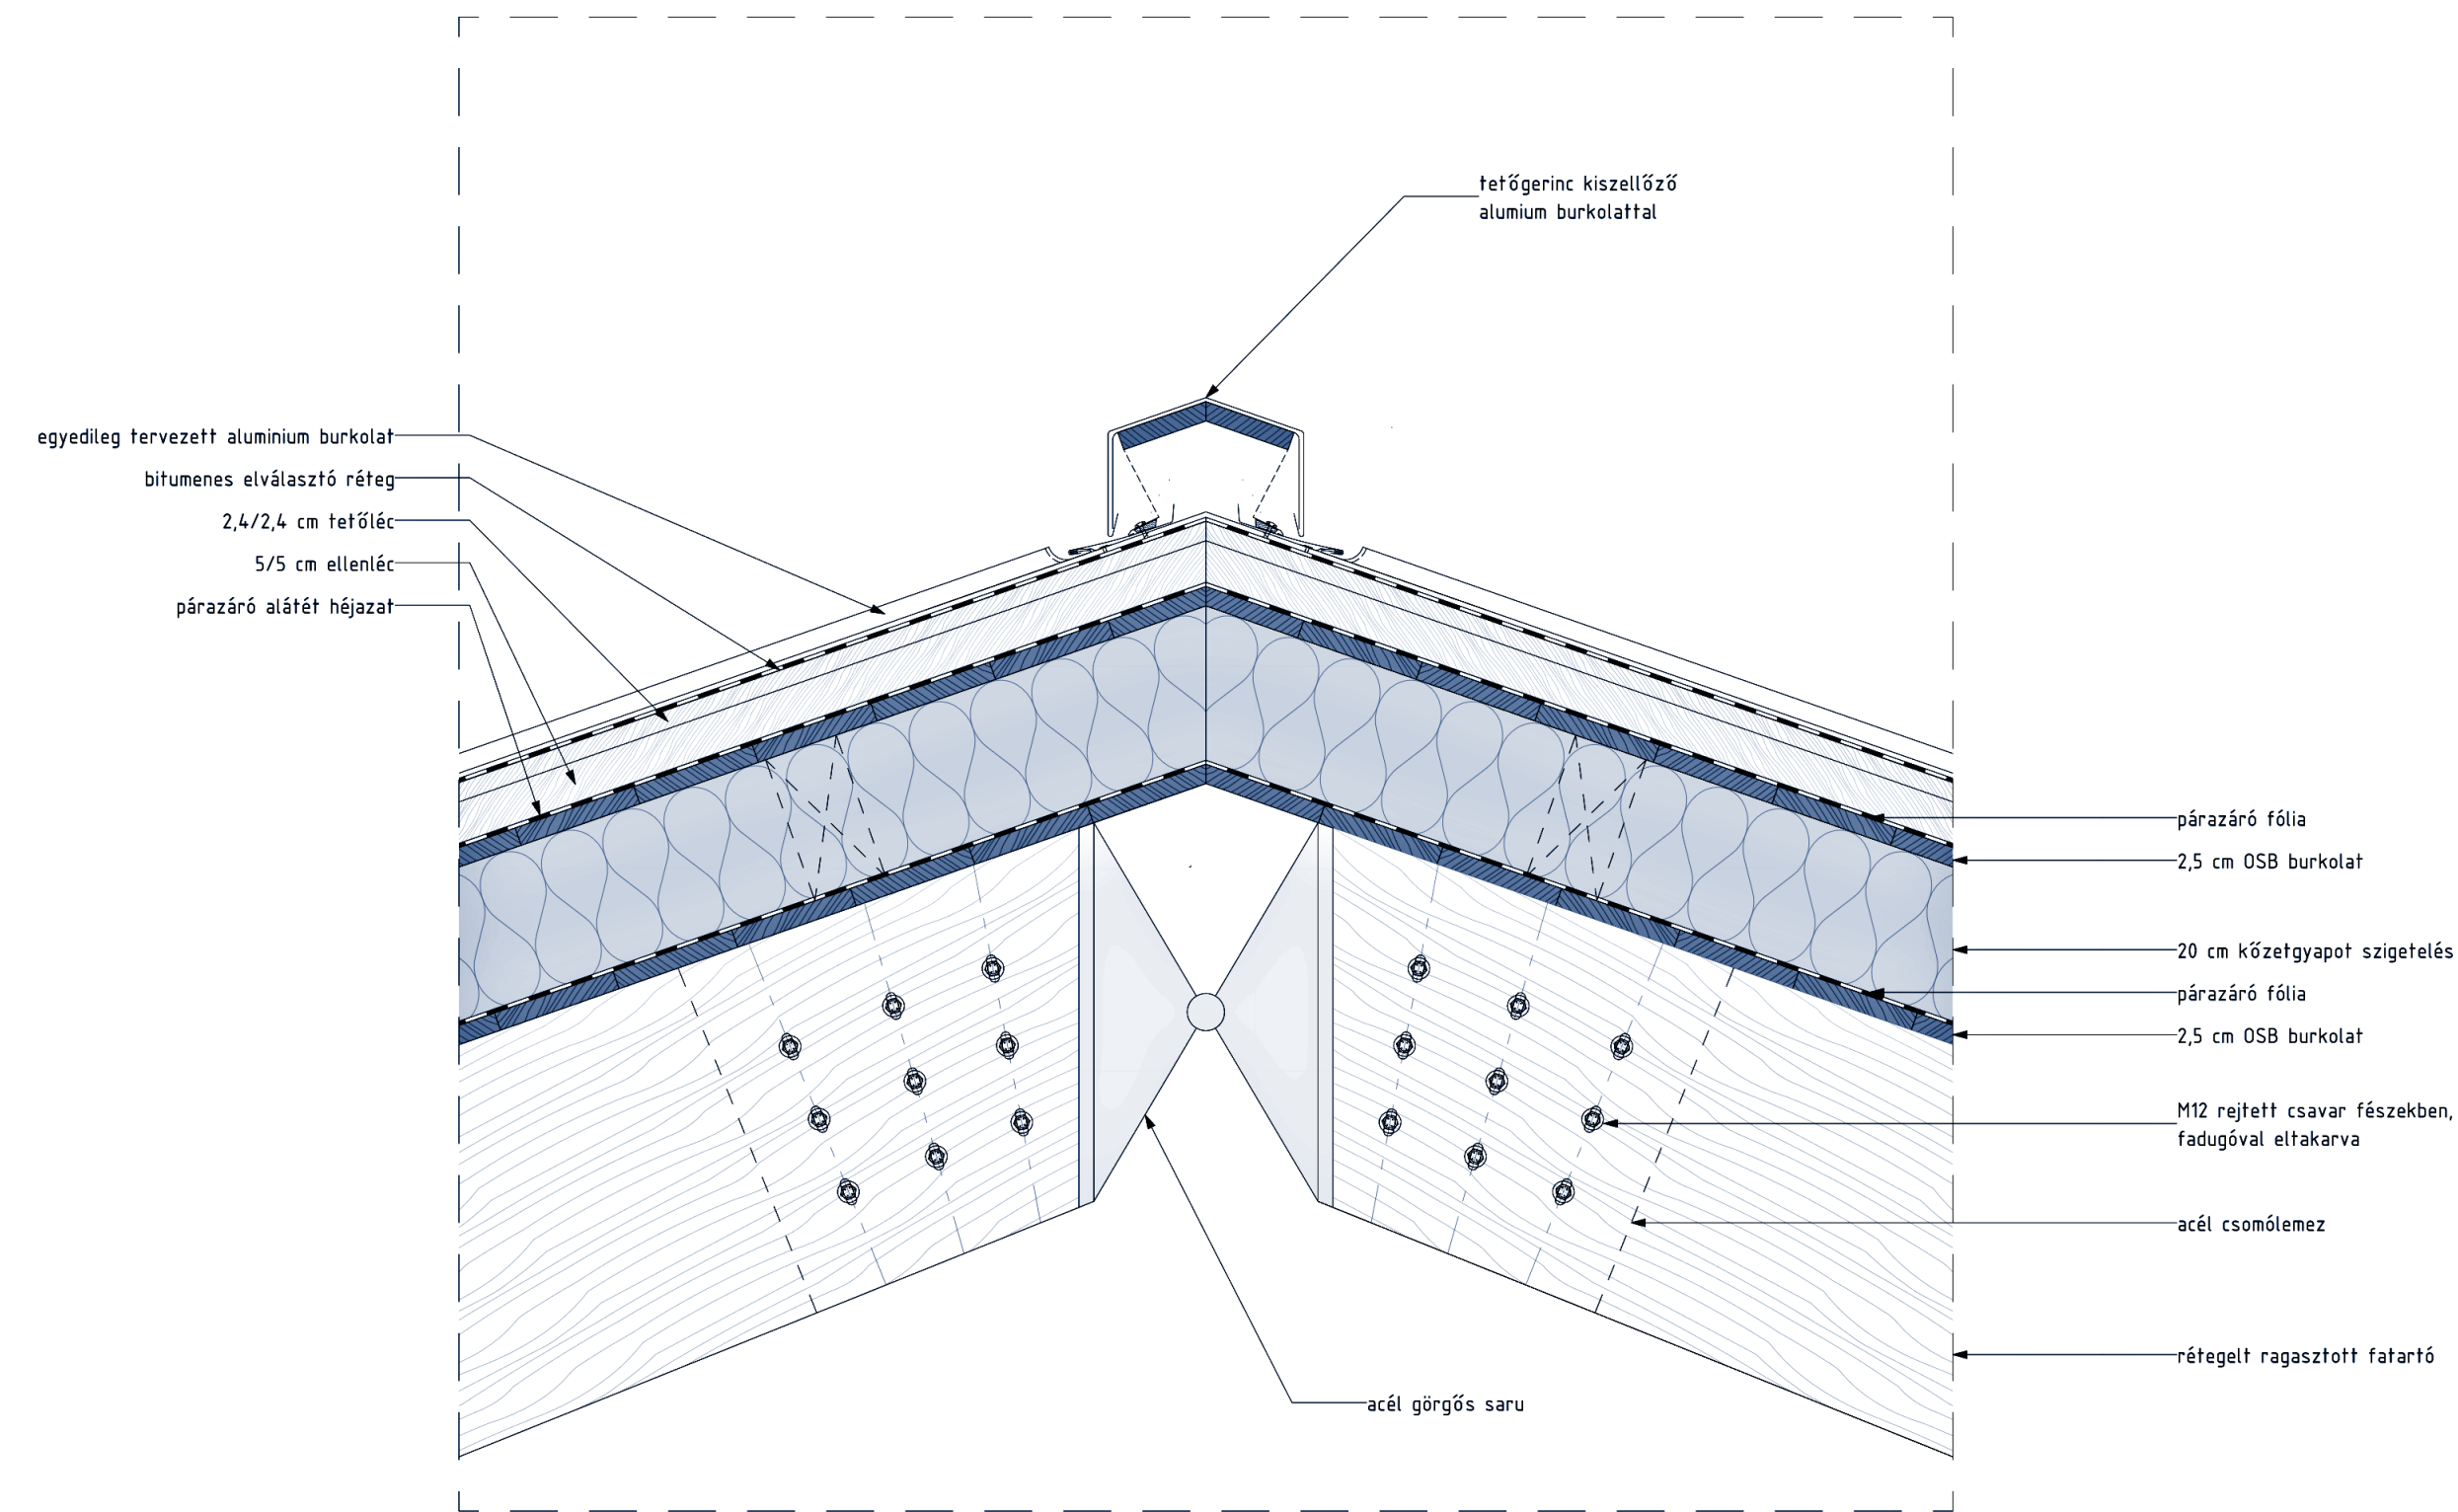 tetőgerinc kiszellőző
alumium burkolattal
egyedileg tervezett aluminium burkolat
bitumenes elválasztó réteg
2,4/2,4 cm tetőléc
5/5 cm ellenléc
párazáró alátét héjazat
párazáró fólia
2,5 cm OSB burkolat
20 cm kőzetgyapot szigetelés
párazáró fólia
2,5 cm OSB burkolat
M12 rejtett csavar fészekben,
fadugóval eltakarva
acél csomólemez
rétegelt ragasztott fatartó
acél görgős saru